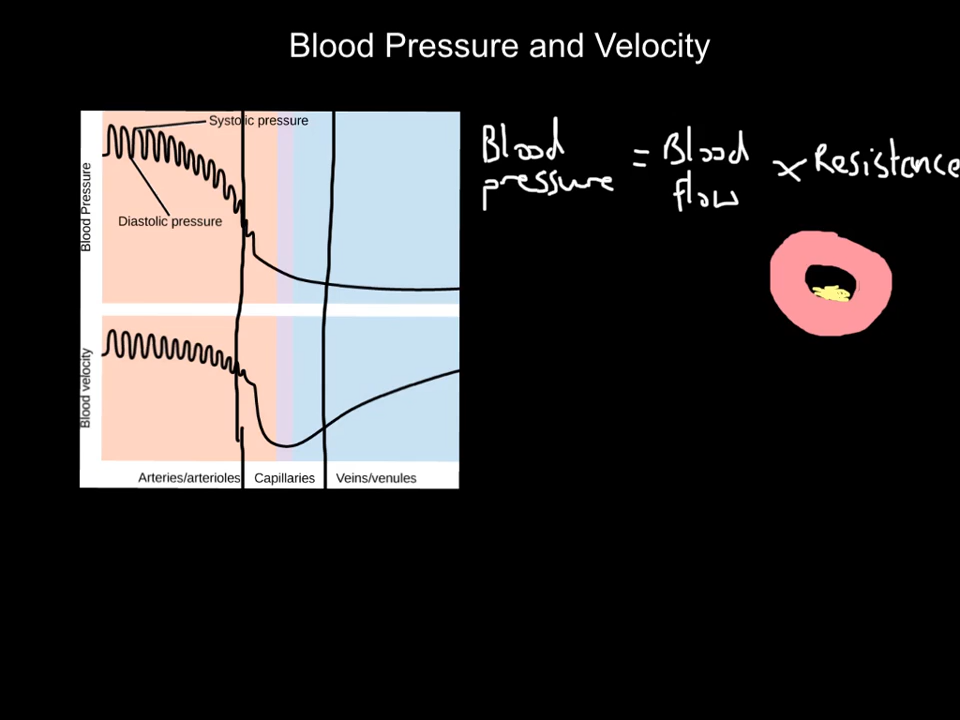 Blood Pressure and Velocity
Systolic pressure
Diastolic pressure
Blood Pressure
Blood velocity
Arteries/arterioles
Capillaries
Veins/venules
Blood pressure = Blood flow × Resistance